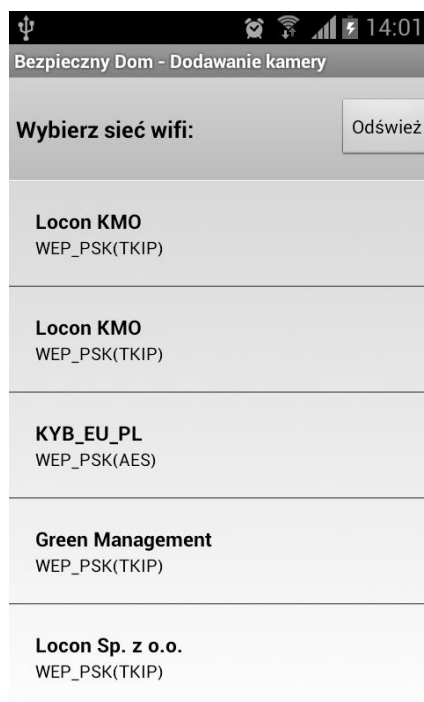 14:01
Bezpieczny Dom - Dodawanie kamery
Wybierz sieć wifi:
Odśwież
Locon KMO
WEP_PSK(TKIP)
Locon KMO
WEP_PSK(TKIP)
KYB_EU_PL
WEP_PSK(AES)
Green Management
WEP_PSK(TKIP)
Locon Sp. z o.o.
WEP_PSK(TKIP)